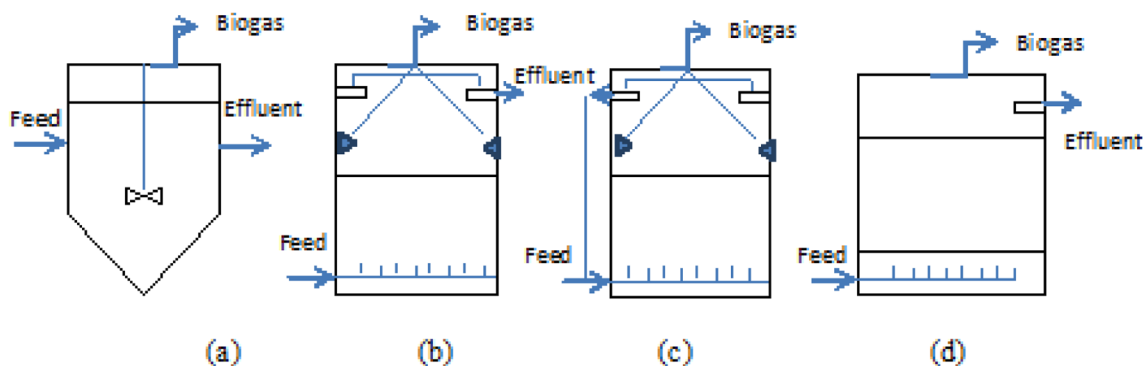 Biogas
Feed
Effluent
(a)
Biogas
Effluent
Feed
(b)
Biogas
Feed
(c)
Biogas
Effluent
Feed
(d)